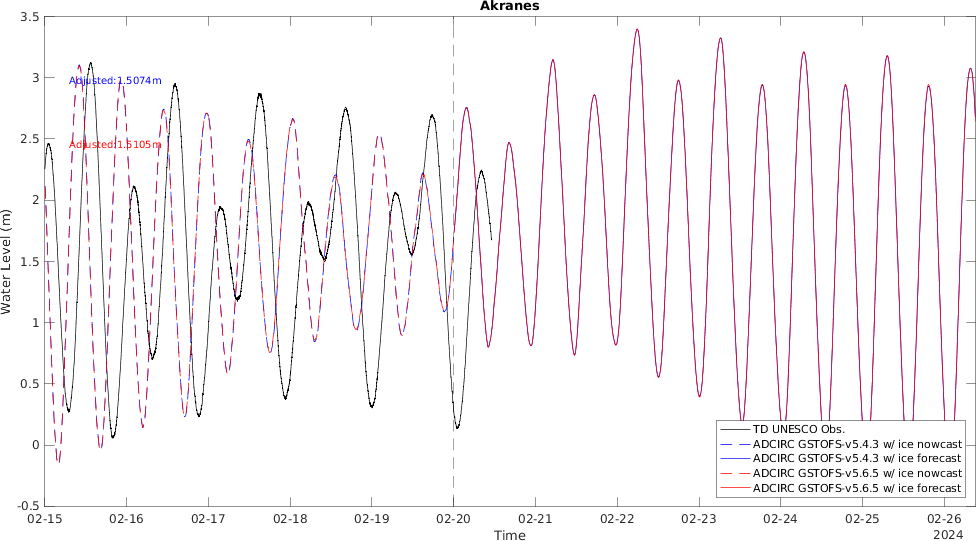 Akranes
3.5
3
2.5
2
1.5
1
0.5
0
-0.5
Water Level (m)
Adjusted:1.5074m
Adjusted:1.5105m
TD UNESCO Obs.
ADCIRC GSTOFS-v5.4.3 w/ ice nowcast
ADCIRC GSTOFS-v5.4.3 w/ ice forecast
ADCIRC GSTOFS-v5.6.5 w/ ice nowcast
ADCIRC GSTOFS-v5.6.5 w/ ice forecast
02-15 02-16 02-17 02-18 02-19 02-20 02-21 02-22 02-23 02-24 02-25 02-26
Time 2024